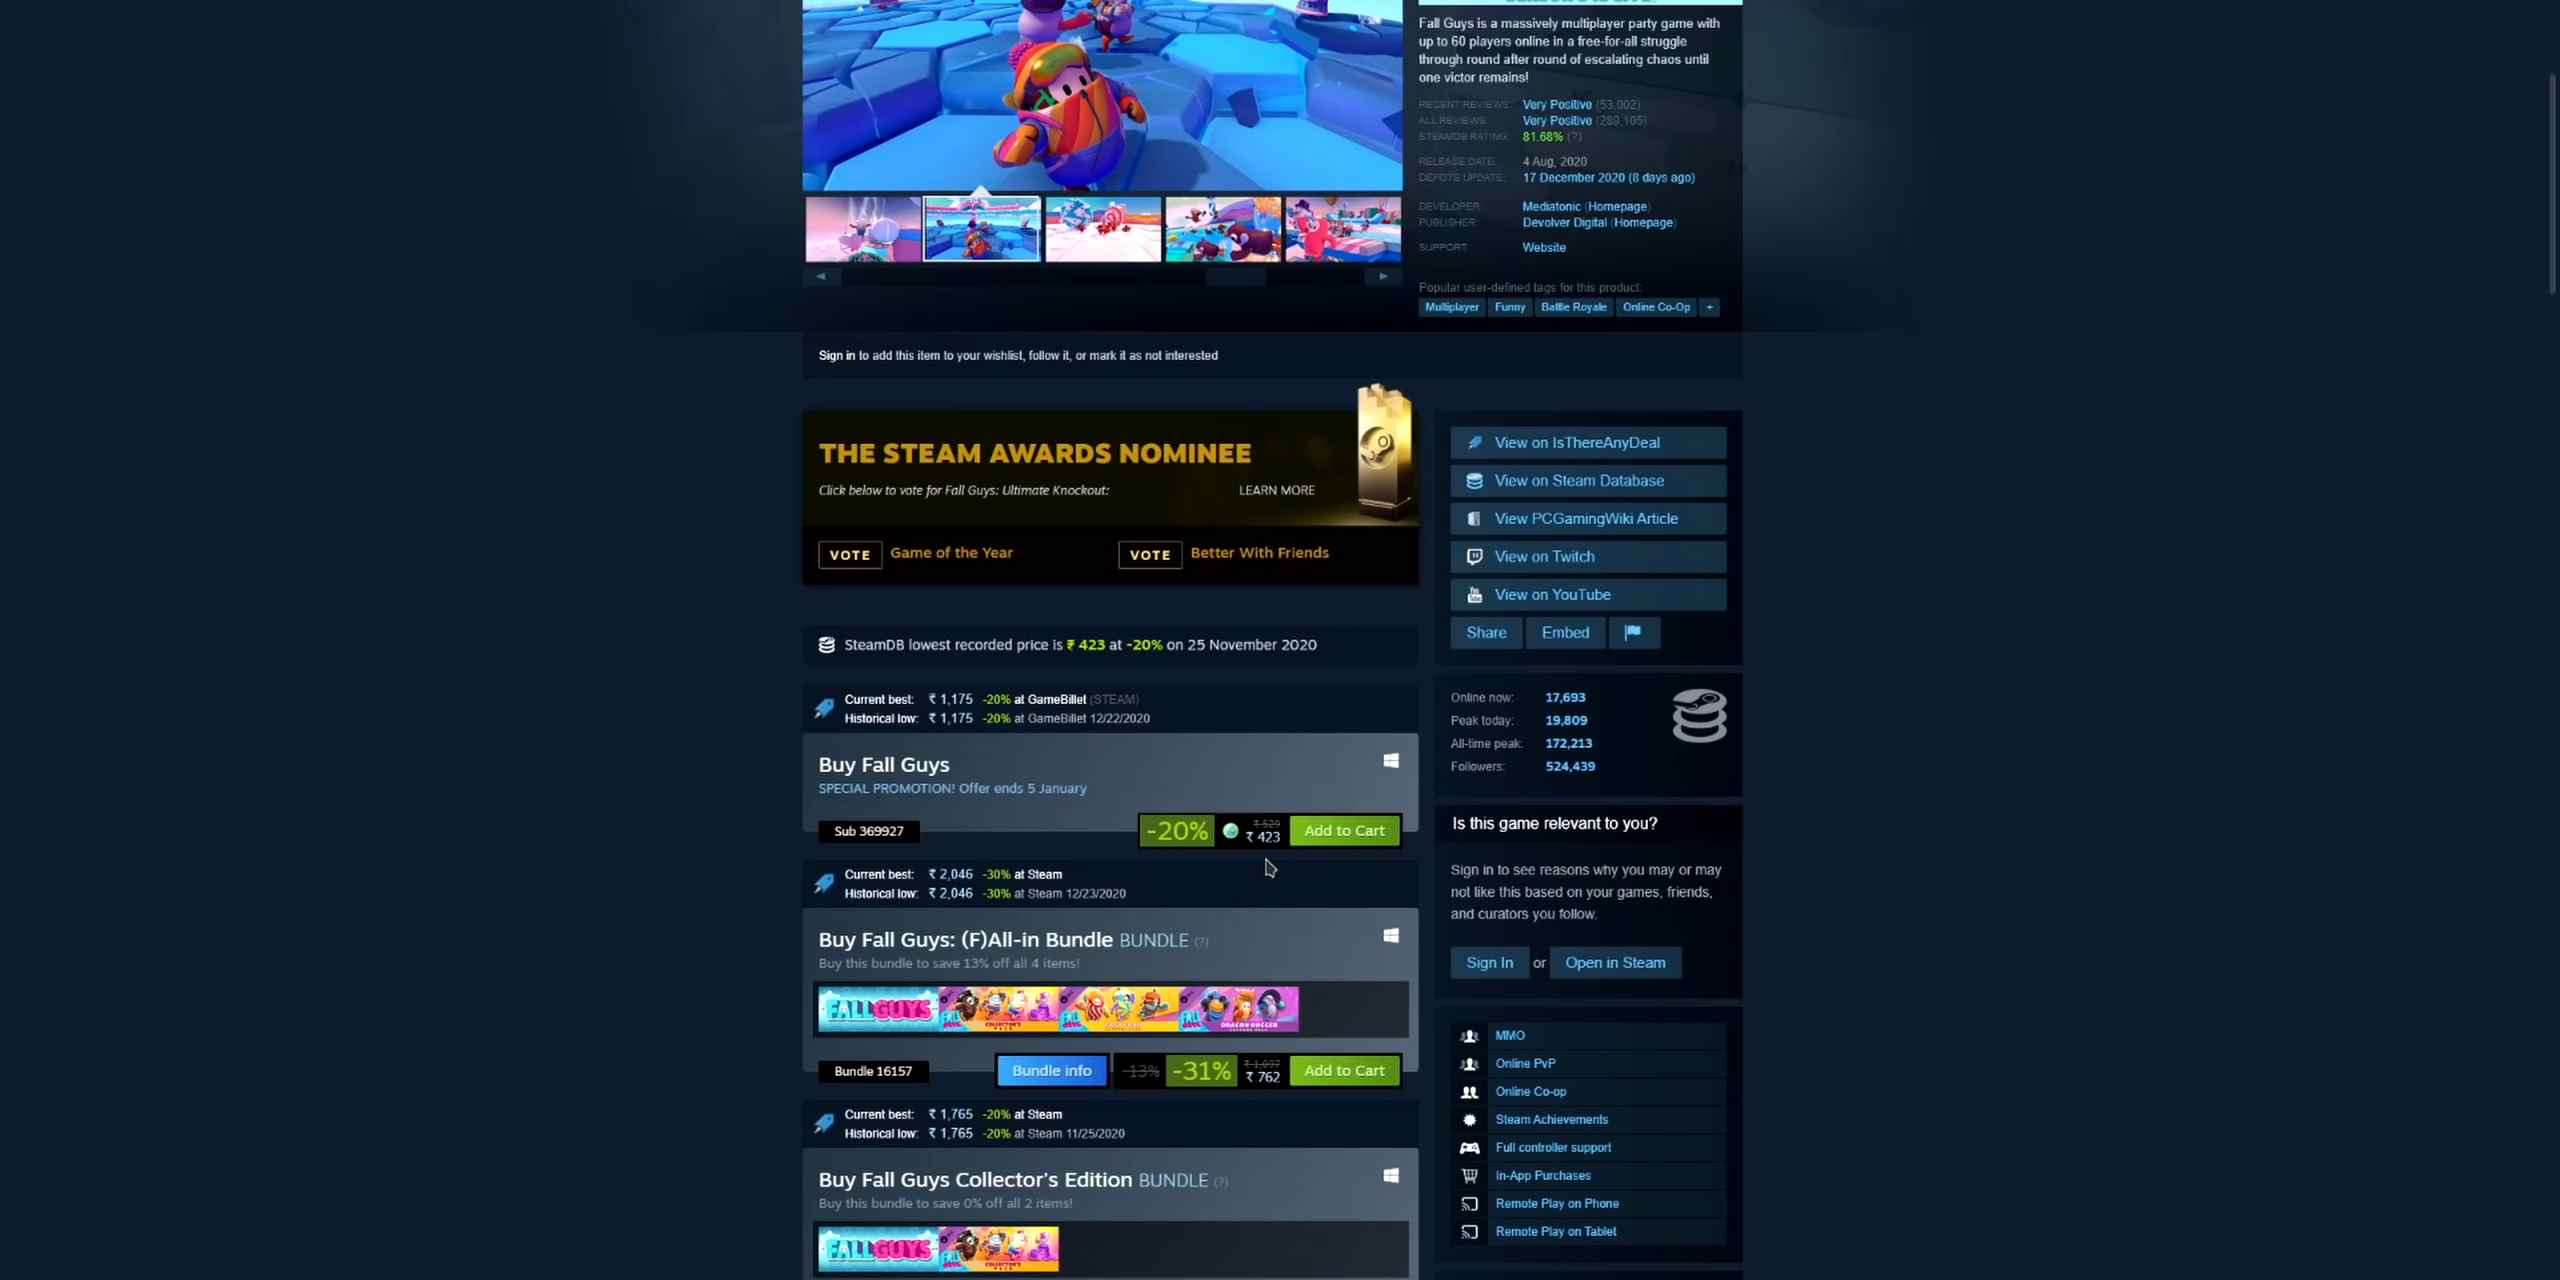 Fall Guys is a massively multiplayer party game with
up to 60 players online in a free-for-all struggle
through round after round of escalating chaos until
one victor remains!
RECENT REVIEWS: Very Positive (53,002)
ALL REVIEWS: Very Positive (289,105)
STEAMDB RATING: 81.68% (?)
RELEASE DATE: 4 Aug, 2020
DEPOTS UPDATE: 17 December 2020 (8 days ago)
DEVELOPER: Mediatonic (Homepage)
PUBLISHER: Devolver Digital (Homepage)
SUPPORT: Website
Popular user-defined tags for this product:
Multiplayer Funny Battle Royale Online Co-Op +
Sign in to add this item to your wishlist, follow it, or mark it as not interested
THE STEAM AWARDS NOMINEE
Click below to vote for Fall Guys: Ultimate Knockout:
LEARN MORE
VOTE Game of the Year
VOTE Better With Friends
SteamDB lowest recorded price is ₹ 423 at -20% on 25 November 2020
Current best: ₹ 1,175 -20% at GameBillet (STEAM)
Historical low: ₹ 1,175 -20% at GameBillet 12/22/2020
Buy Fall Guys
SPECIAL PROMOTION! Offer ends 5 January
Sub 369927
-20%
₹ 529
₹ 423
Add to Cart
Current best: ₹ 2,046 -30% at Steam
Historical low: ₹ 2,046 -30% at Steam 12/23/2020
Buy Fall Guys: (F)All-in Bundle BUNDLE (?)
Buy this bundle to save 13% off all 4 items!
FALL GUYS
COLLECTOR'S PACK
Bundle 16157
Bundle info
-13%
-31%
₹ 1,097
₹ 762
Add to Cart
Current best: ₹ 1,765 -20% at Steam
Historical low: ₹ 1,765 -20% at Steam 11/25/2020
Buy Fall Guys Collector's Edition BUNDLE (?)
Buy this bundle to save 0% off all 2 items!
FALL GUYS
COLLECTOR'S PACK
View on IsThereAnyDeal
View on Steam Database
View PCGamingWiki Article
View on Twitch
View on YouTube
Share Embed
Online now: 17,693
Peak today: 19,809
All-time peak: 172,213
Followers: 524,439
Is this game relevant to you?
Sign in to see reasons why you may or may
not like this based on your games, friends,
and curators you follow.
Sign In or Open in Steam
MMO
Online PvP
Online Co-op
Steam Achievements
Full controller support
In-App Purchases
Remote Play on Phone
Remote Play on Tablet